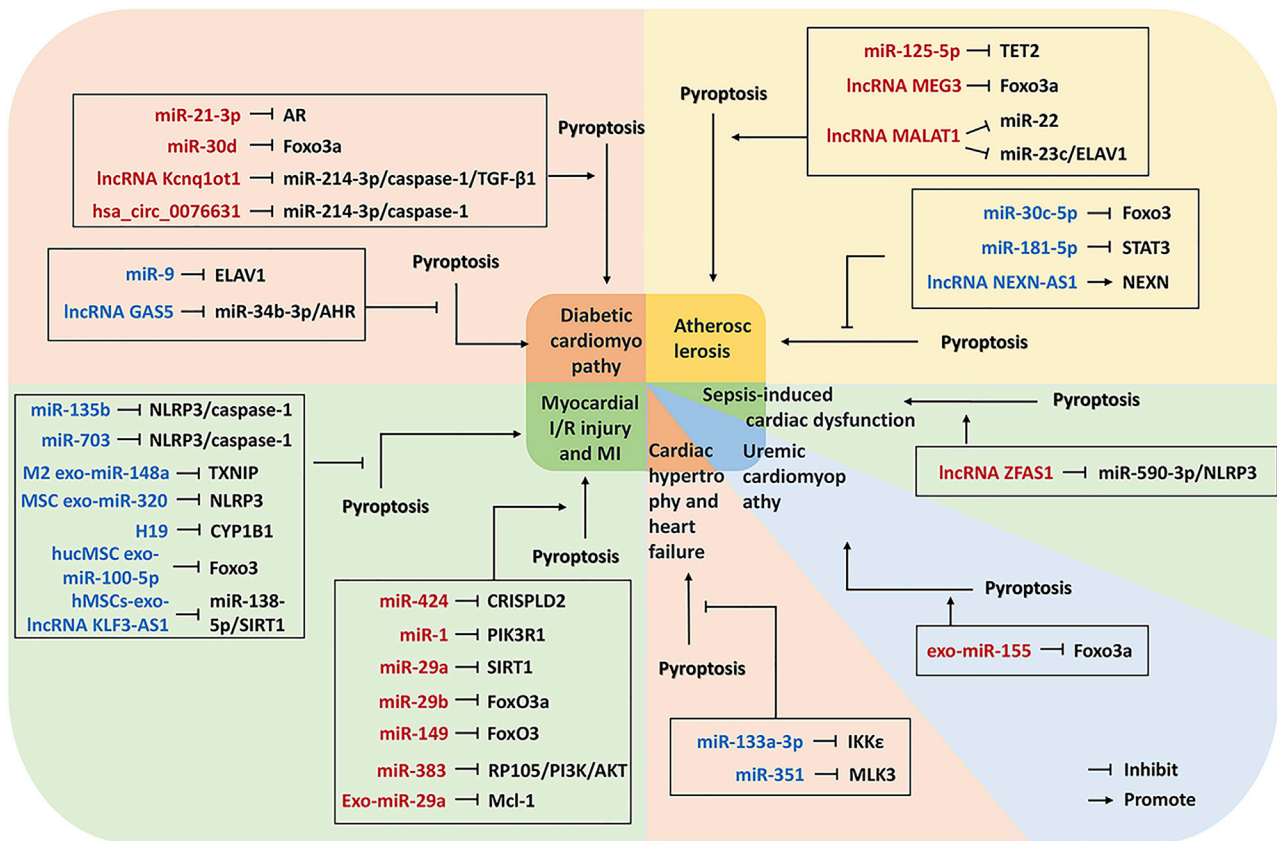 miR-21-3p AR
miR-30d Foxo3a
lncRNA Kcnq1ot1 miR-214-3p/caspase-1/TGF-β1
hsa_circ_0076631 miR-214-3p/caspase-1
Pyroptosis
miR-9 ELAV1
lncRNA GAS5 miR-34b-3p/AHR
Pyroptosis
Diabetic
cardiomyo
pathy
Pyroptosis
miR-125-5p TET2
lncRNA MEG3 Foxo3a
lncRNA MALAT1
miR-22
miR-23c/ELAV1
miR-30c-5p Foxo3
miR-181-5p STAT3
lncRNA NEXN-AS1 NEXN
Pyroptosis
Atherosc
lerosis
miR-135b NLRP3/caspase-1
miR-703 NLRP3/caspase-1
M2 exo-miR-148a TXNIP
MSC exo-miR-320 NLRP3
H19 CYP1B1
hucMSC exo-
miR-100-5p
Foxo3
hMSCs-exo-
lncRNA KLF3-AS1
miR-138-
5p/SIRT1
Pyroptosis
Myocardial
I/R injury
and MI
Pyroptosis
miR-424 CRISPLD2
miR-1 PIK3R1
miR-29a SIRT1
miR-29b FoxO3a
miR-149 FoxO3
miR-383 RP105/PI3K/AKT
Exo-miR-29a Mcl-1
Sepsis-induced
cardiac dysfunction
Pyroptosis
lncRNA ZFAS1 miR-590-3p/NLRP3
Uremic
cardiomyop
athy
Pyroptosis
exo-miR-155 Foxo3a
Cardiac
hypertro
phy and
heart
failure
Pyroptosis
miR-133a-3p IKKε
miR-351 MLK3
Inhibit
Promote